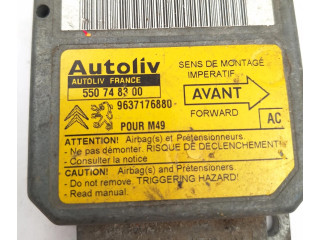 Autoliv
AUTOLIV FRANCE
550 74 83 00
9637176880
SENS DE MONTAGE
IMPERATIF
AVANT
FORWARD
POUR M49
AC
ATTENTION! Airbag(s) et Prétensionneurs.
- Ne pas démonter. RISQUE DE DECLENCHEMENT!
- Consulter la notice
CAUTION! Airbag(s) and Pretensioners.
- Do not remove. TRIGGERING HAZARD!
- Read manual.